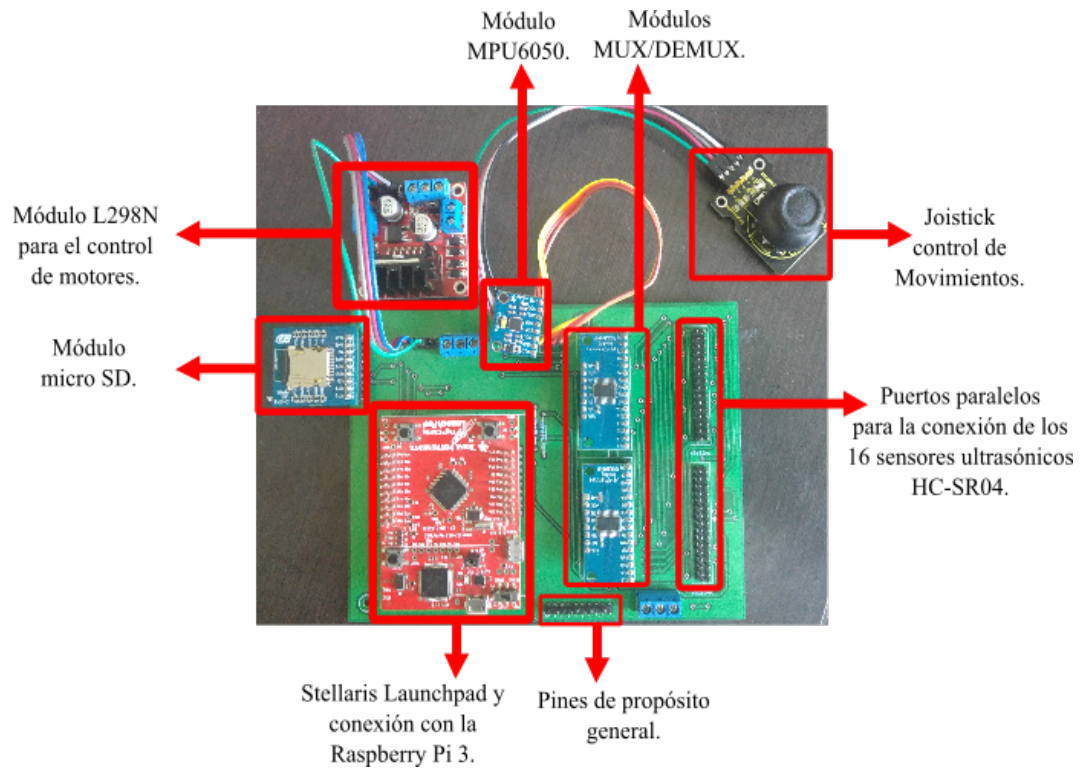 Módulo
MPU6050.
Módulos
MUX/DEMUX.
Módulo L298N
para el control
de motores.
Joistick
control de
Movimientos.
Módulo
micro SD.
Puertos paralelos
para la conexión de los
16 sensores ultrasónicos
HC-SR04.
Stellaris Launchpad y
conexión con la
Raspberry Pi 3.
Pines de propósito
general.